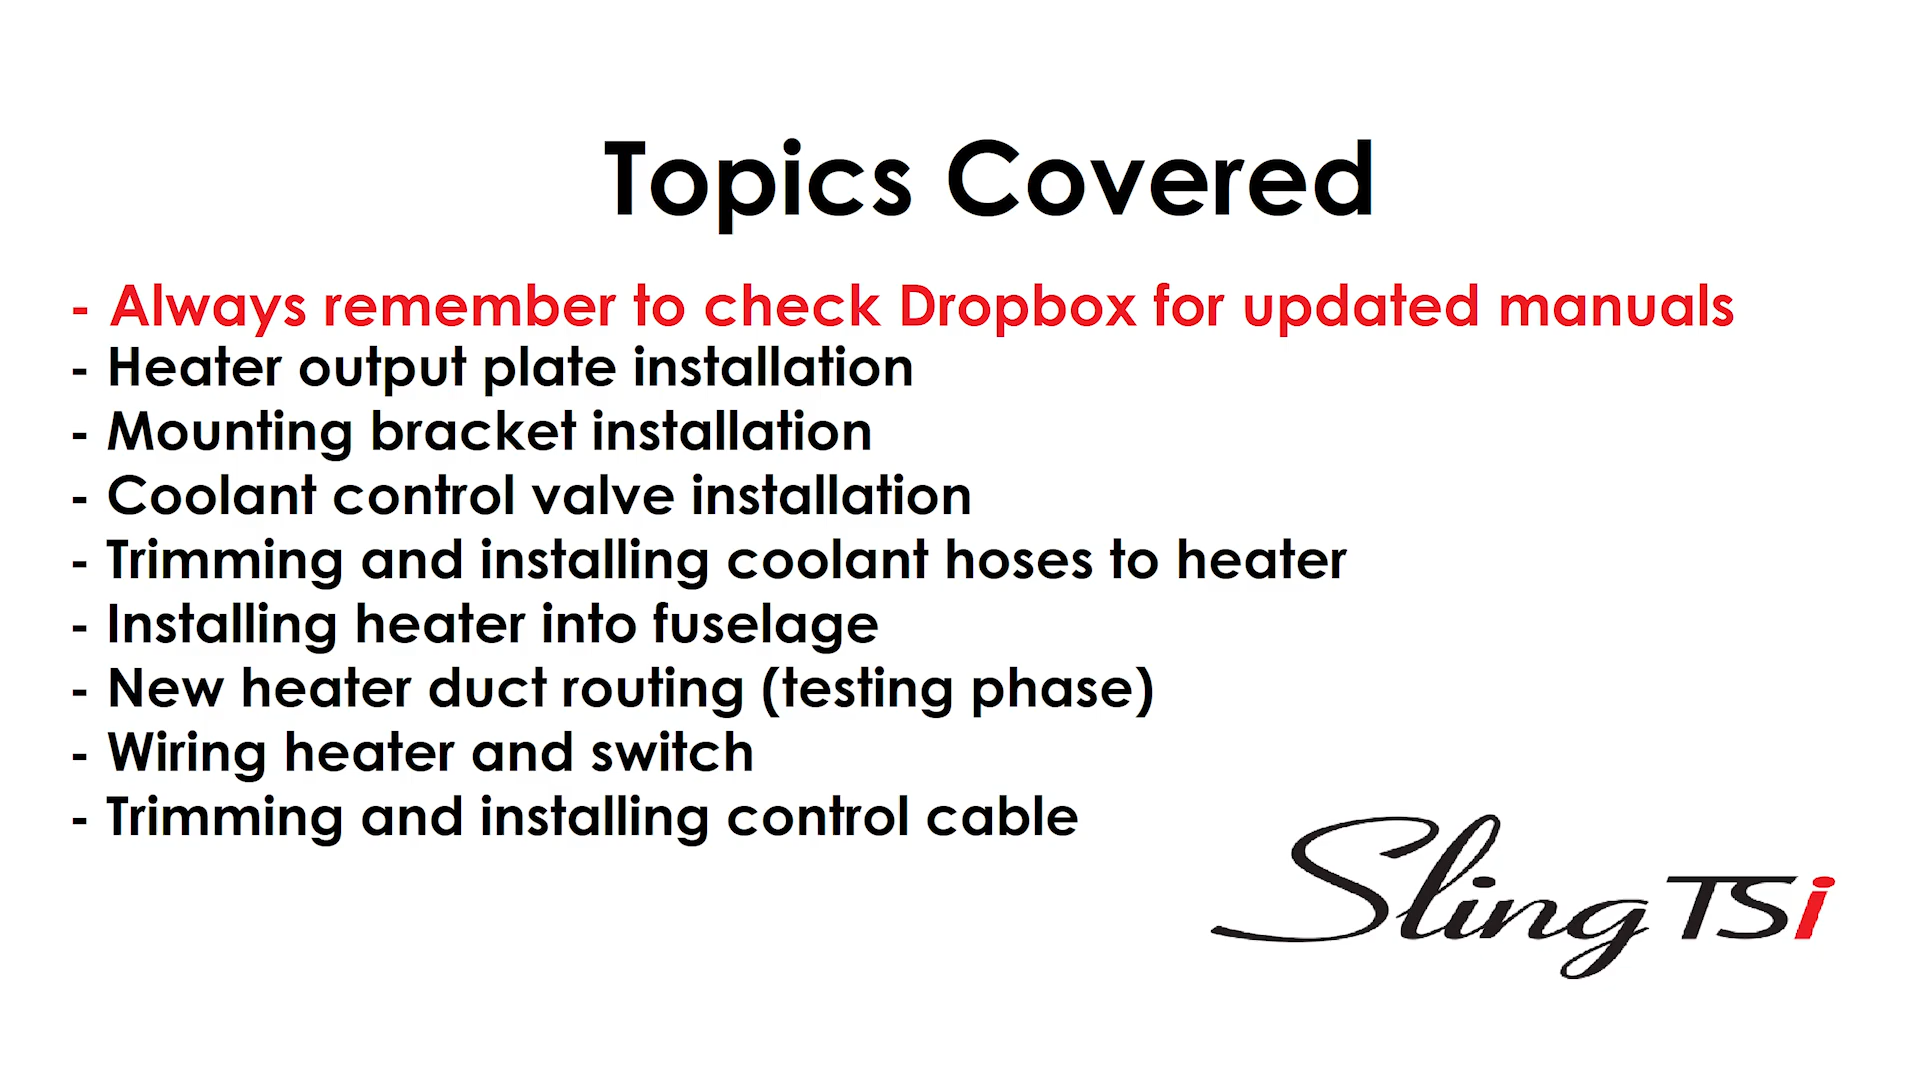 Topics Covered
- Always remember to check Dropbox for updated manuals
- Heater output plate installation
- Mounting bracket installation
- Coolant control valve installation
- Trimming and installing coolant hoses to heater
- Installing heater into fuselage
- New heater duct routing (testing phase)
- Wiring heater and switch
- Trimming and installing control cable
Sling TSi